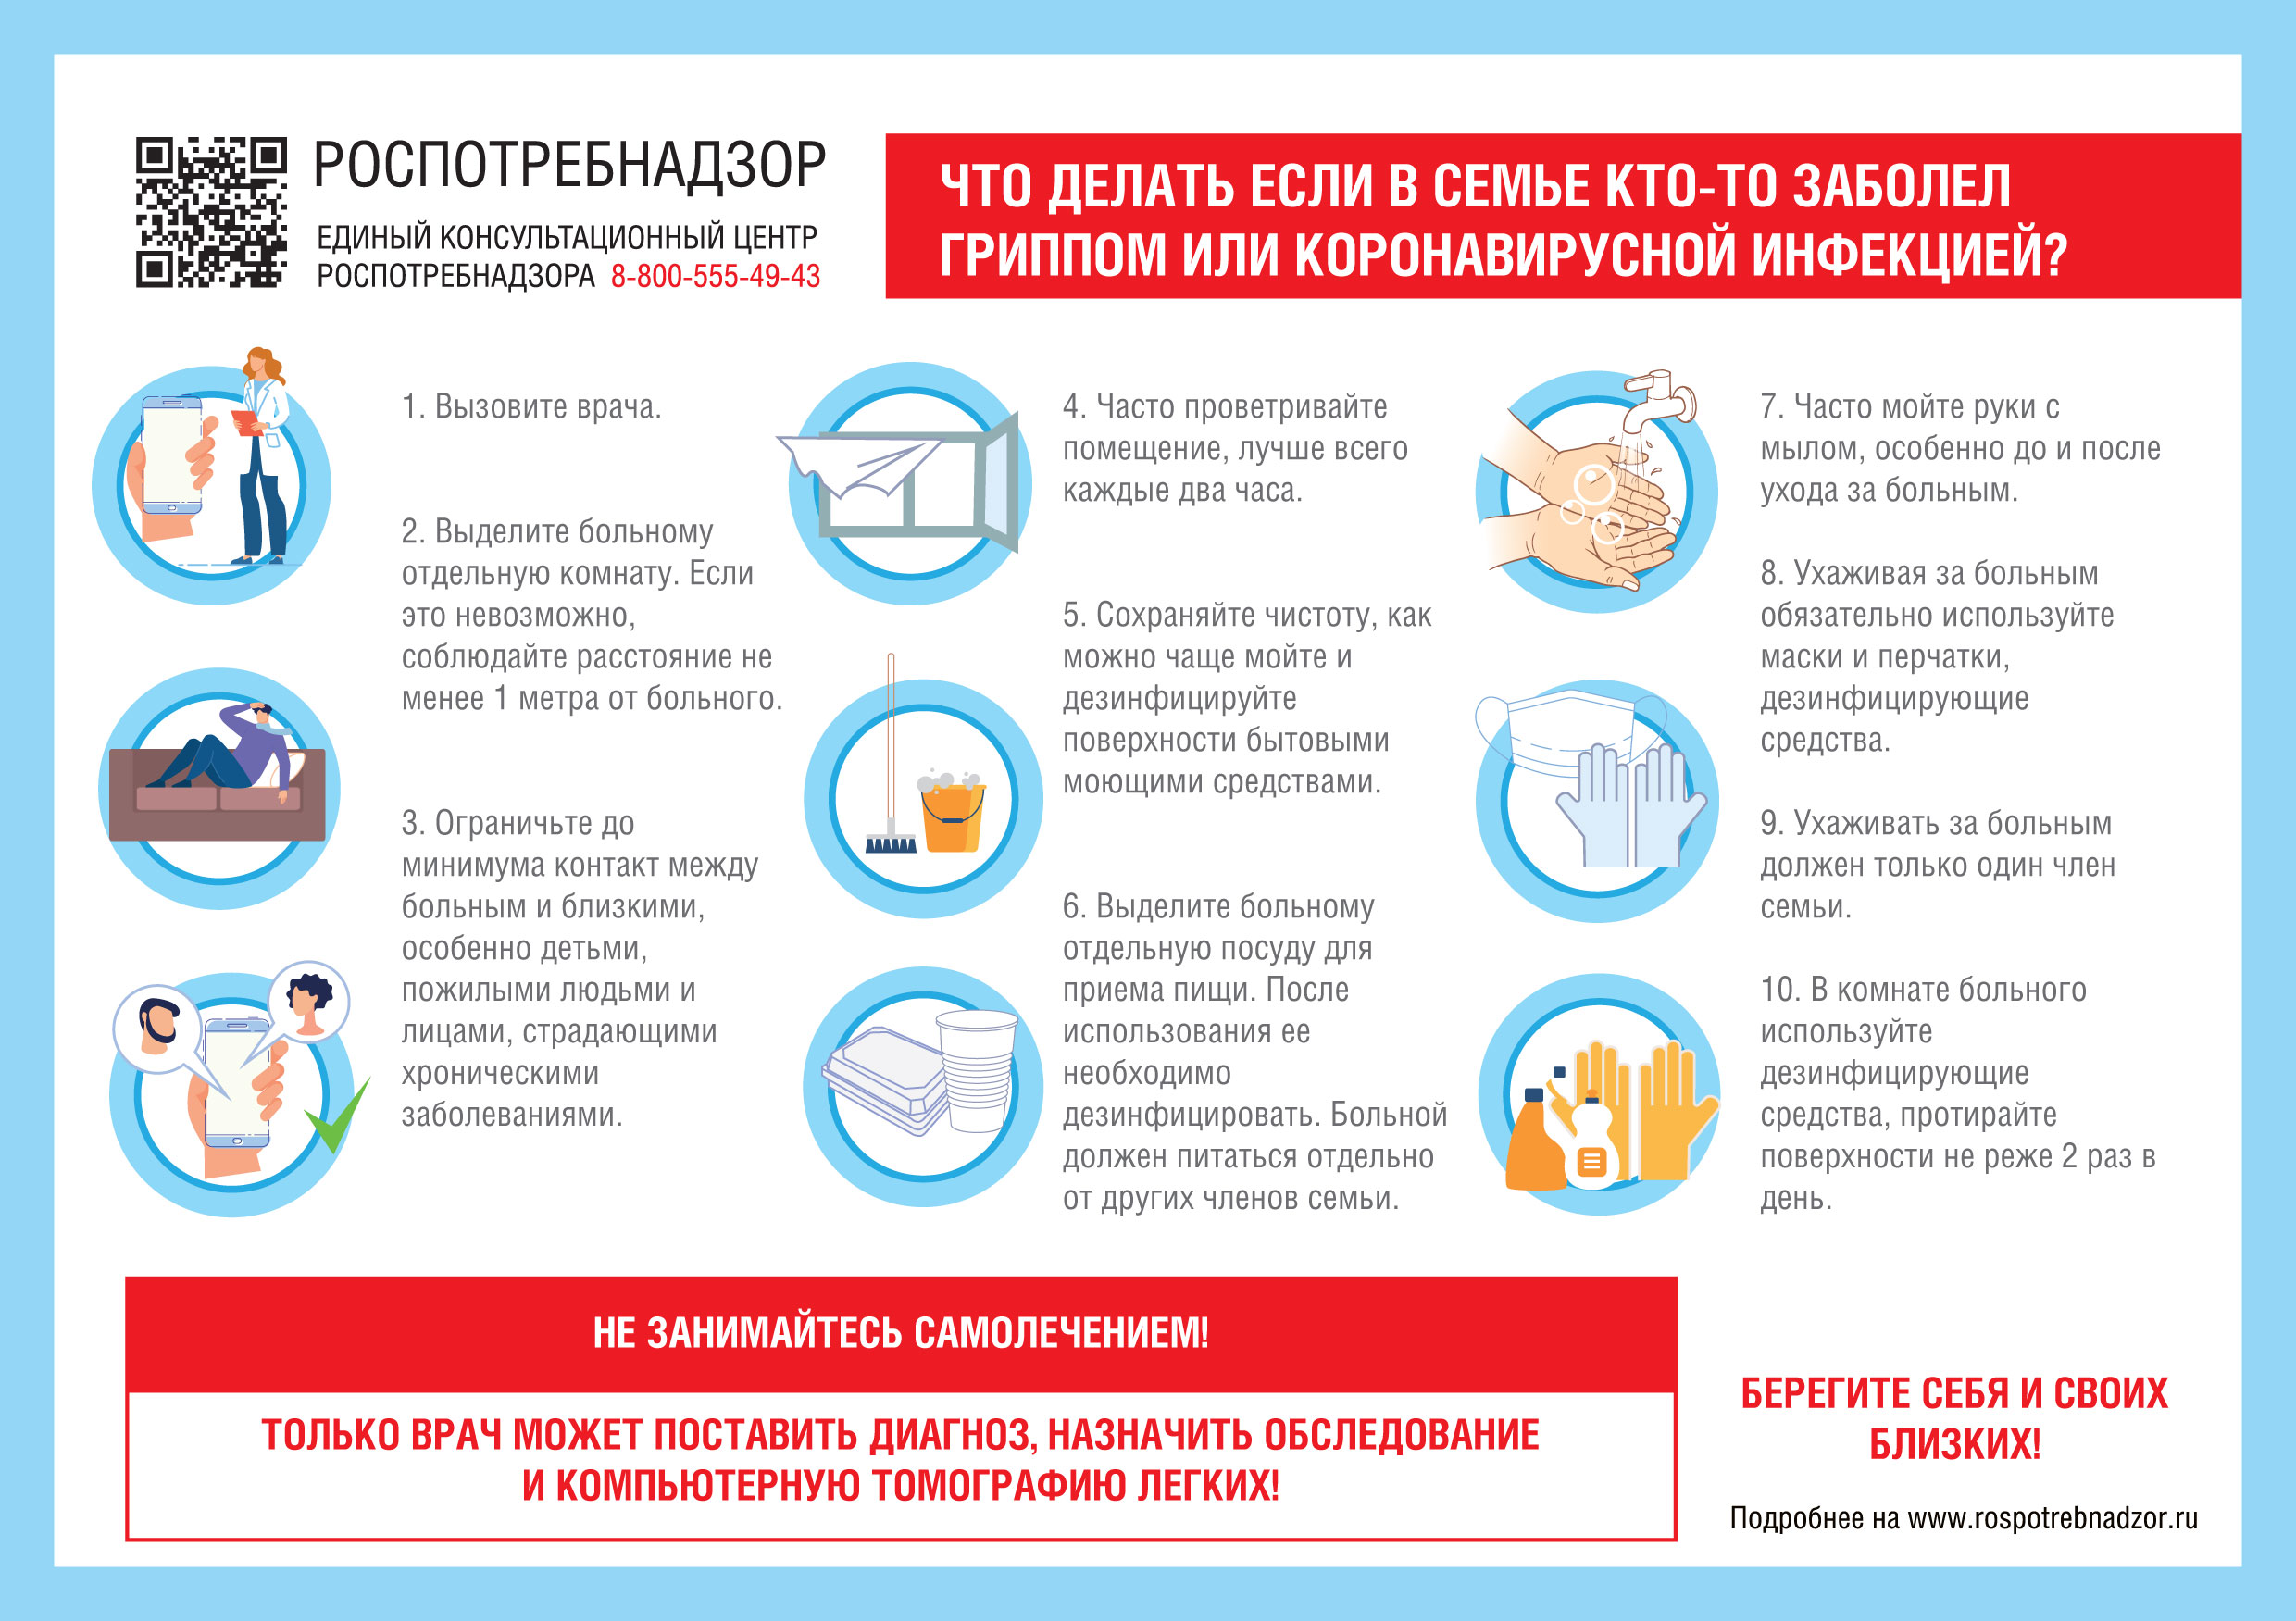 РОСПОТРЕБНАДЗОР
ЕДИНЫЙ КОНСУЛЬТАЦИОННЫЙ ЦЕНТР
РОСПОТРЕБНАДЗОРА 8-800-555-49-43
ЧТО ДЕЛАТЬ ЕСЛИ В СЕМЬЕ КТО-ТО ЗАБОЛЕЛ
ГРИППОМ ИЛИ КОРОНАВИРУСНОЙ ИНФЕКЦИЕЙ?
1. Вызовите врача.
2. Выделите больному
отдельную комнату. Если
это невозможно,
соблюдайте расстояние не
менее 1 метра от больного.
3. Ограничьте до
минимума контакт между
больным и близкими,
особенно детьми,
пожилыми людьми и
лицами, страдающими
хроническими
заболеваниями.
4. Часто проветривайте
помещение, лучше всего
каждые два часа.
5. Сохраняйте чистоту, как
можно чаще мойте и
дезинфицируйте
поверхности бытовыми
моющими средствами.
6. Выделите больному
отдельную посуду для
приема пищи. После
использования ее
необходимо
дезинфицировать. Больной
должен питаться отдельно
от других членов семьи.
7. Часто мойте руки с
мылом, особенно до и после
ухода за больным.
8. Ухаживая за больным
обязательно используйте
маски и перчатки,
дезинфицирующие
средства.
9. Ухаживать за больным
должен только один член
семьи.
10. В комнате больного
используйте
дезинфицирующие
средства, протирайте
поверхности не реже 2 раз в
день.
НЕ ЗАНИМАЙТЕСЬ САМОЛЕЧЕНИЕМ!
ТОЛЬКО ВРАЧ МОЖЕТ ПОСТАВИТЬ ДИАГНОЗ, НАЗНАЧИТЬ ОБСЛЕДОВАНИЕ
И КОМПЬЮТЕРНУЮ ТОМОГРАФИЮ ЛЕГКИХ!
БЕРЕГИТЕ СЕБЯ И СВОИХ
БЛИЗКИХ!
Подробнее на www.rospotrebnadzor.ru